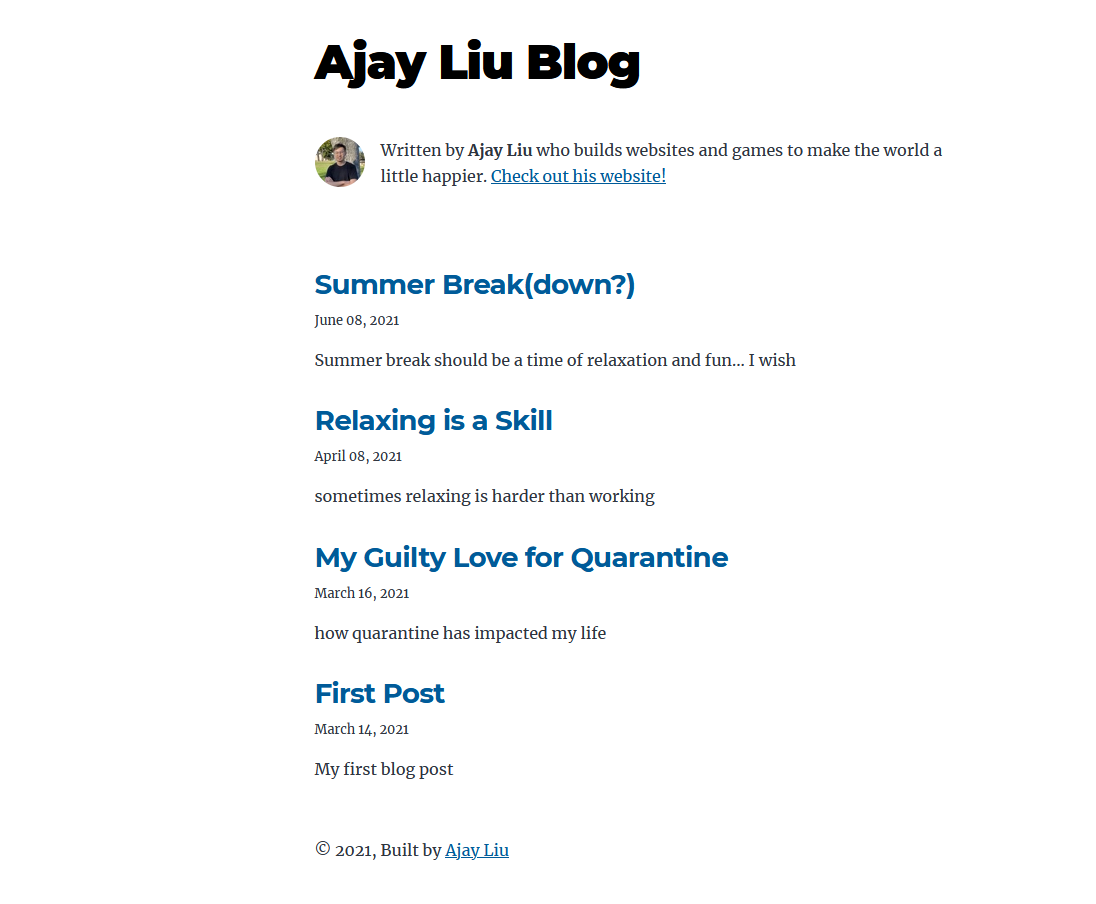 Ajay Liu Blog
Written by Ajay Liu who builds websites and games to make the world a
little happier. Check out his website!
Summer Break(down?)
June 08, 2021
Summer break should be a time of relaxation and fun... I wish
Relaxing is a Skill
April 08, 2021
sometimes relaxing is harder than working
My Guilty Love for Quarantine
March 16, 2021
how quarantine has impacted my life
First Post
March 14, 2021
My first blog post
© 2021, Built by Ajay Liu